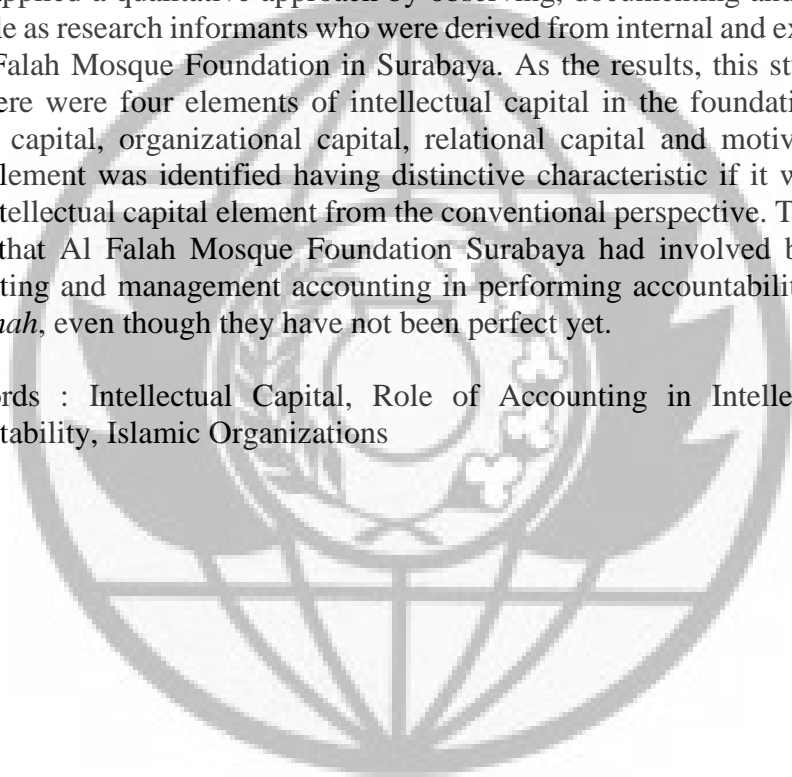 applied a qualitative approach by observing, documenting and
le as research informants who were derived from internal and ex
Falah Mosque Foundation in Surabaya. As the results, this st
ere were four elements of intellectual capital in the foundati
capital, organizational capital, relational capital and motiv
lement was identified having distinctive characteristic if it w
ntellectual capital element from the conventional perspective. T
that Al Falah Mosque Foundation Surabaya had involved b
ting and management accounting in performing accountabilit
nah, even though they have not been perfect yet.
rds : Intellectual Capital, Role of Accounting in Intelle
tability, Islamic Organizations